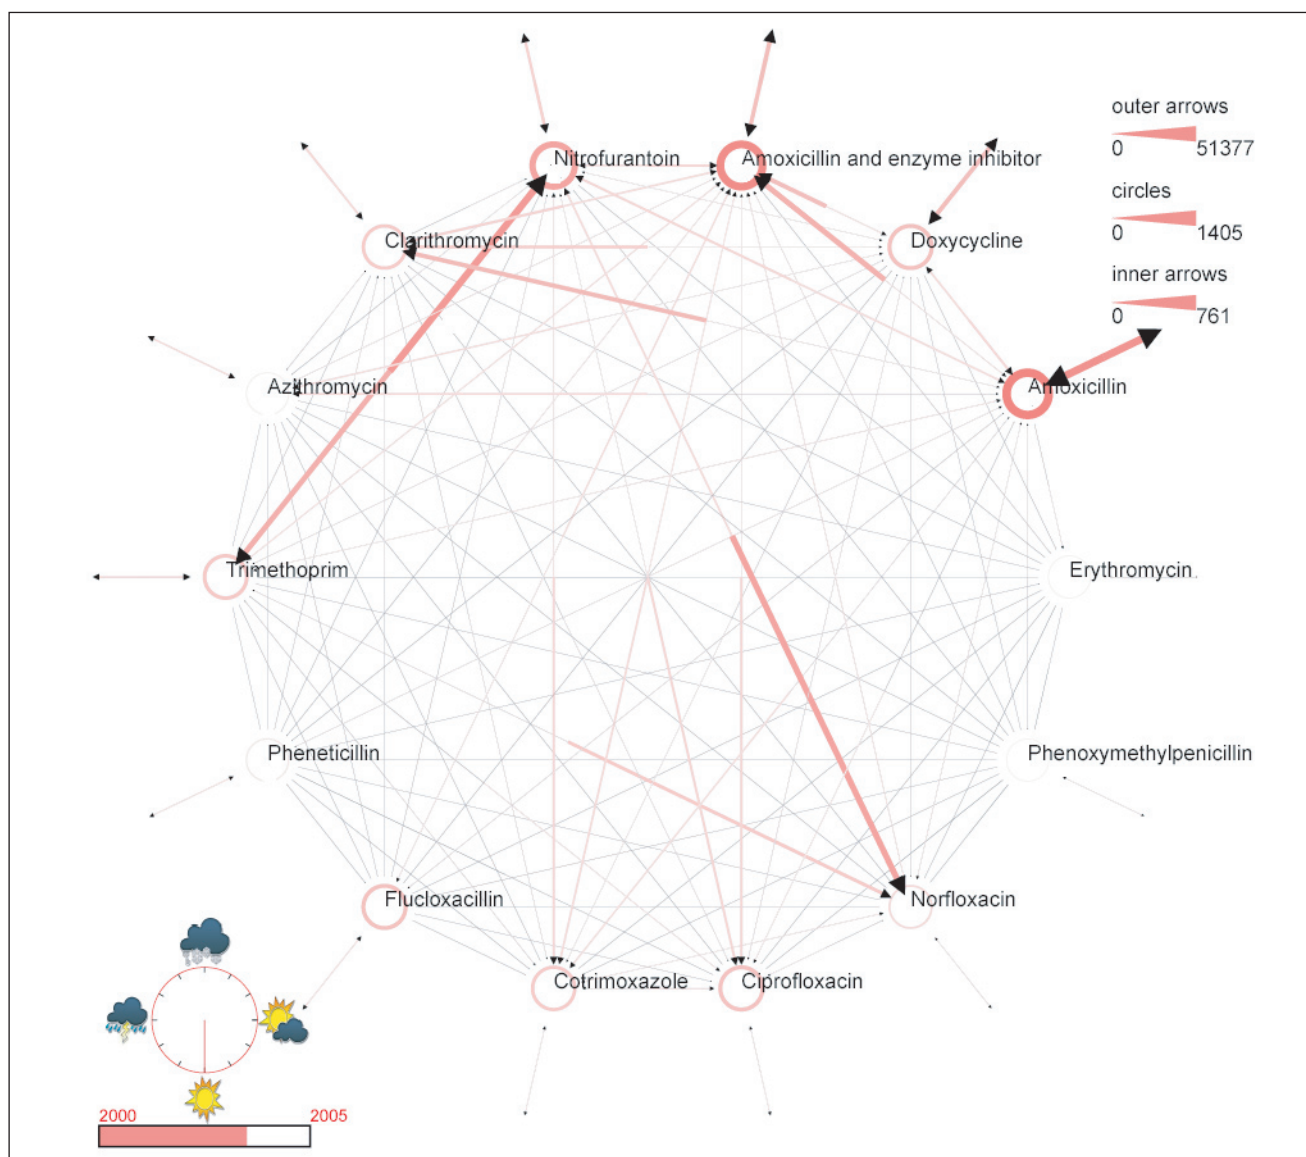 outer arrows
0 51377
circles
0 1405
inner arrows
0 761
Nitrofurantoin
Amoxicillin and enzyme inhibitor
Clarithromycin
Doxycycline
Azithromycin
Amoxicillin
Trimethoprim
Erythromycin
Pheneticillin
Phenoxymethylpenicillin
Flucloxacillin
Norfloxacin
Cotrimoxazole
Ciprofloxacin
2000 2005